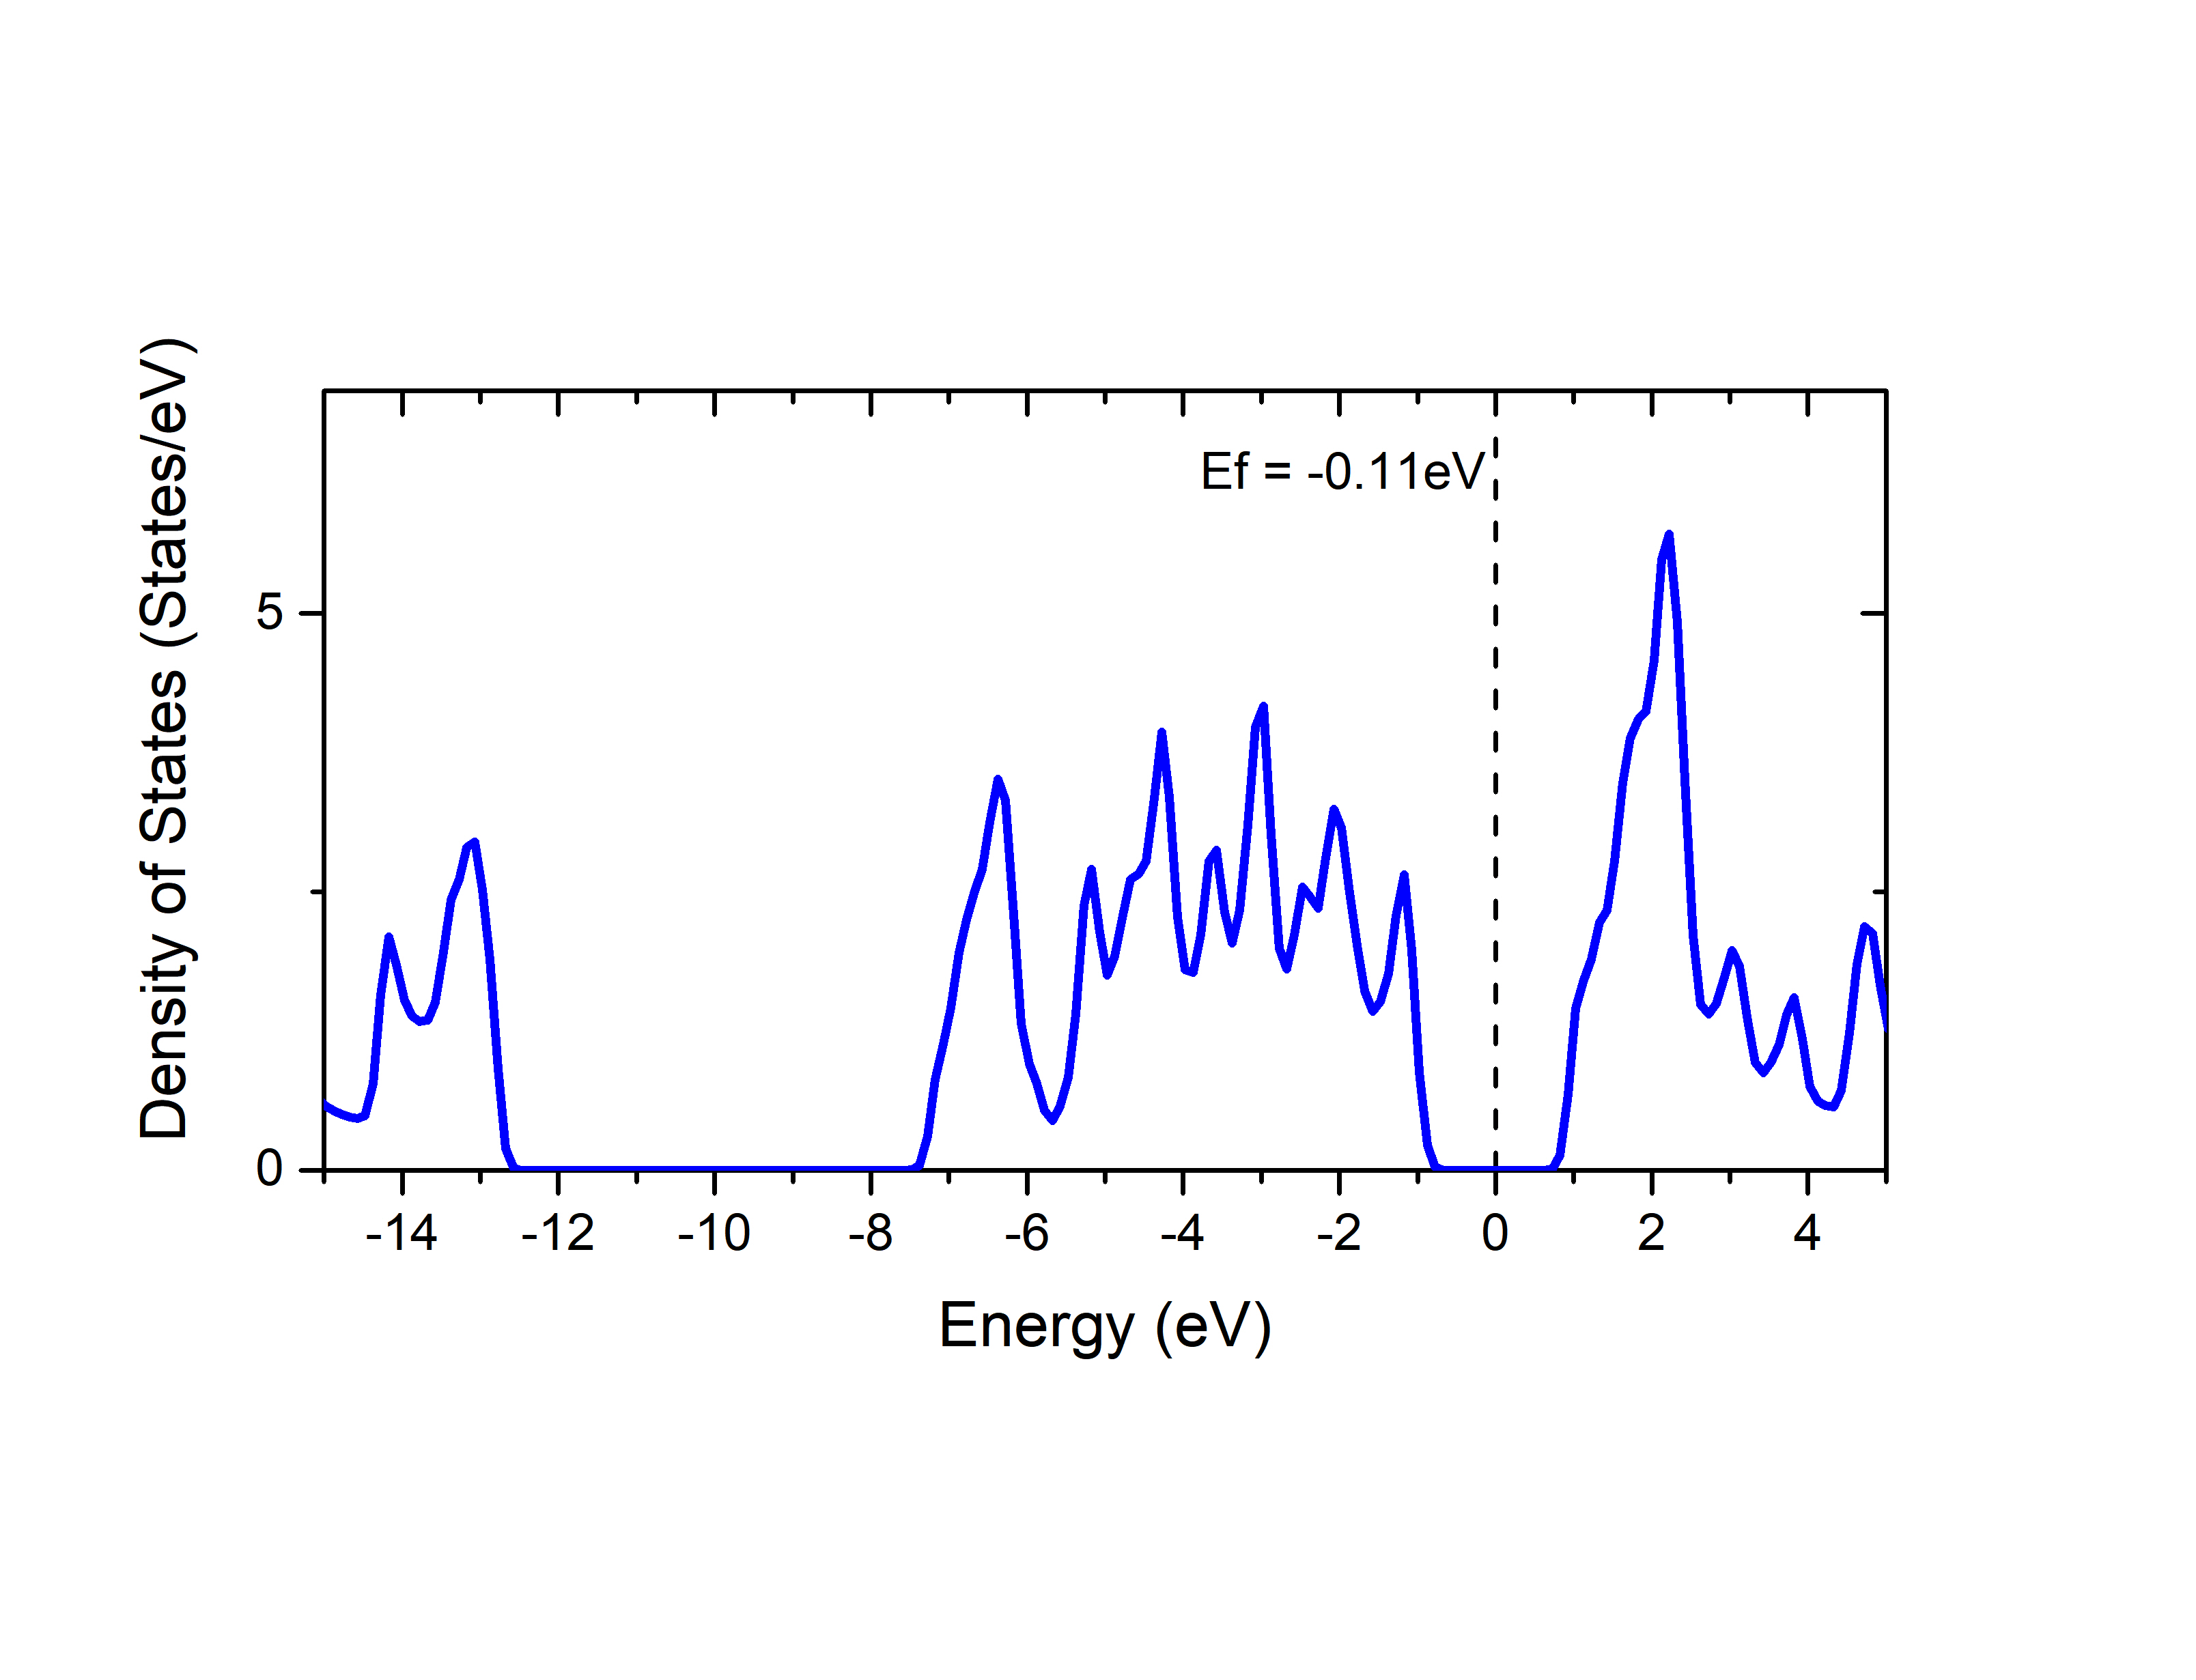 Density of States (States/eV)
Ef = -0.11eV
5
0
-14 -12 -10 -8 -6 -4 -2 0 2 4
Energy (eV)